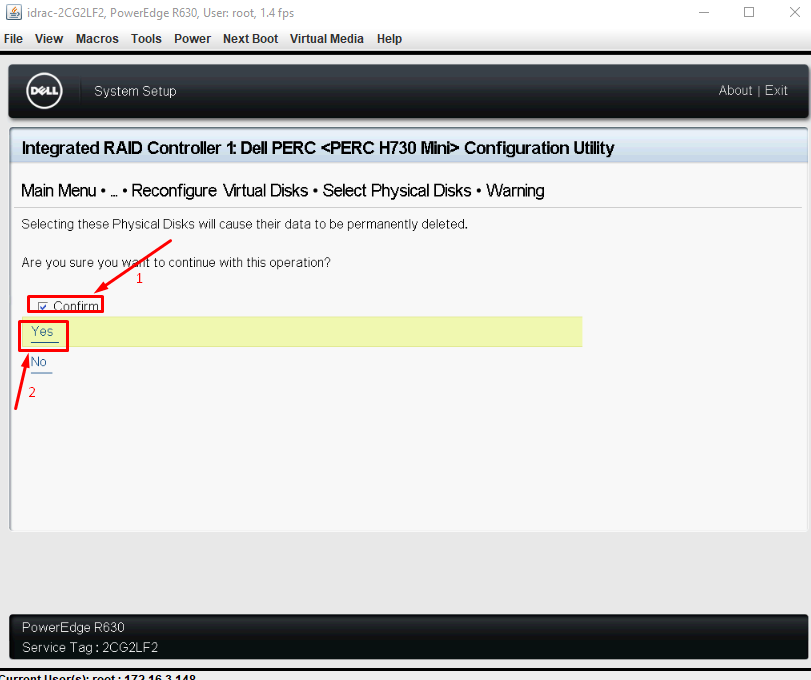 idrac-2CG2LF2, PowerEdge R630, User: root, 1.4 fps
File View Macros Tools Power Next Boot Virtual Media Help
DELL System Setup About | Exit
Integrated RAID Controller 1: Dell PERC <PERC H730 Mini> Configuration Utility
Main Menu • ... • Reconfigure Virtual Disks • Select Physical Disks • Warning
Selecting these Physical Disks will cause their data to be permanently deleted.
Are you sure you want to continue with this operation?
1
Confirm
Yes
No
2
PowerEdge R630
Service Tag : 2CG2LF2
Current User(s): root : 172.16.3.148